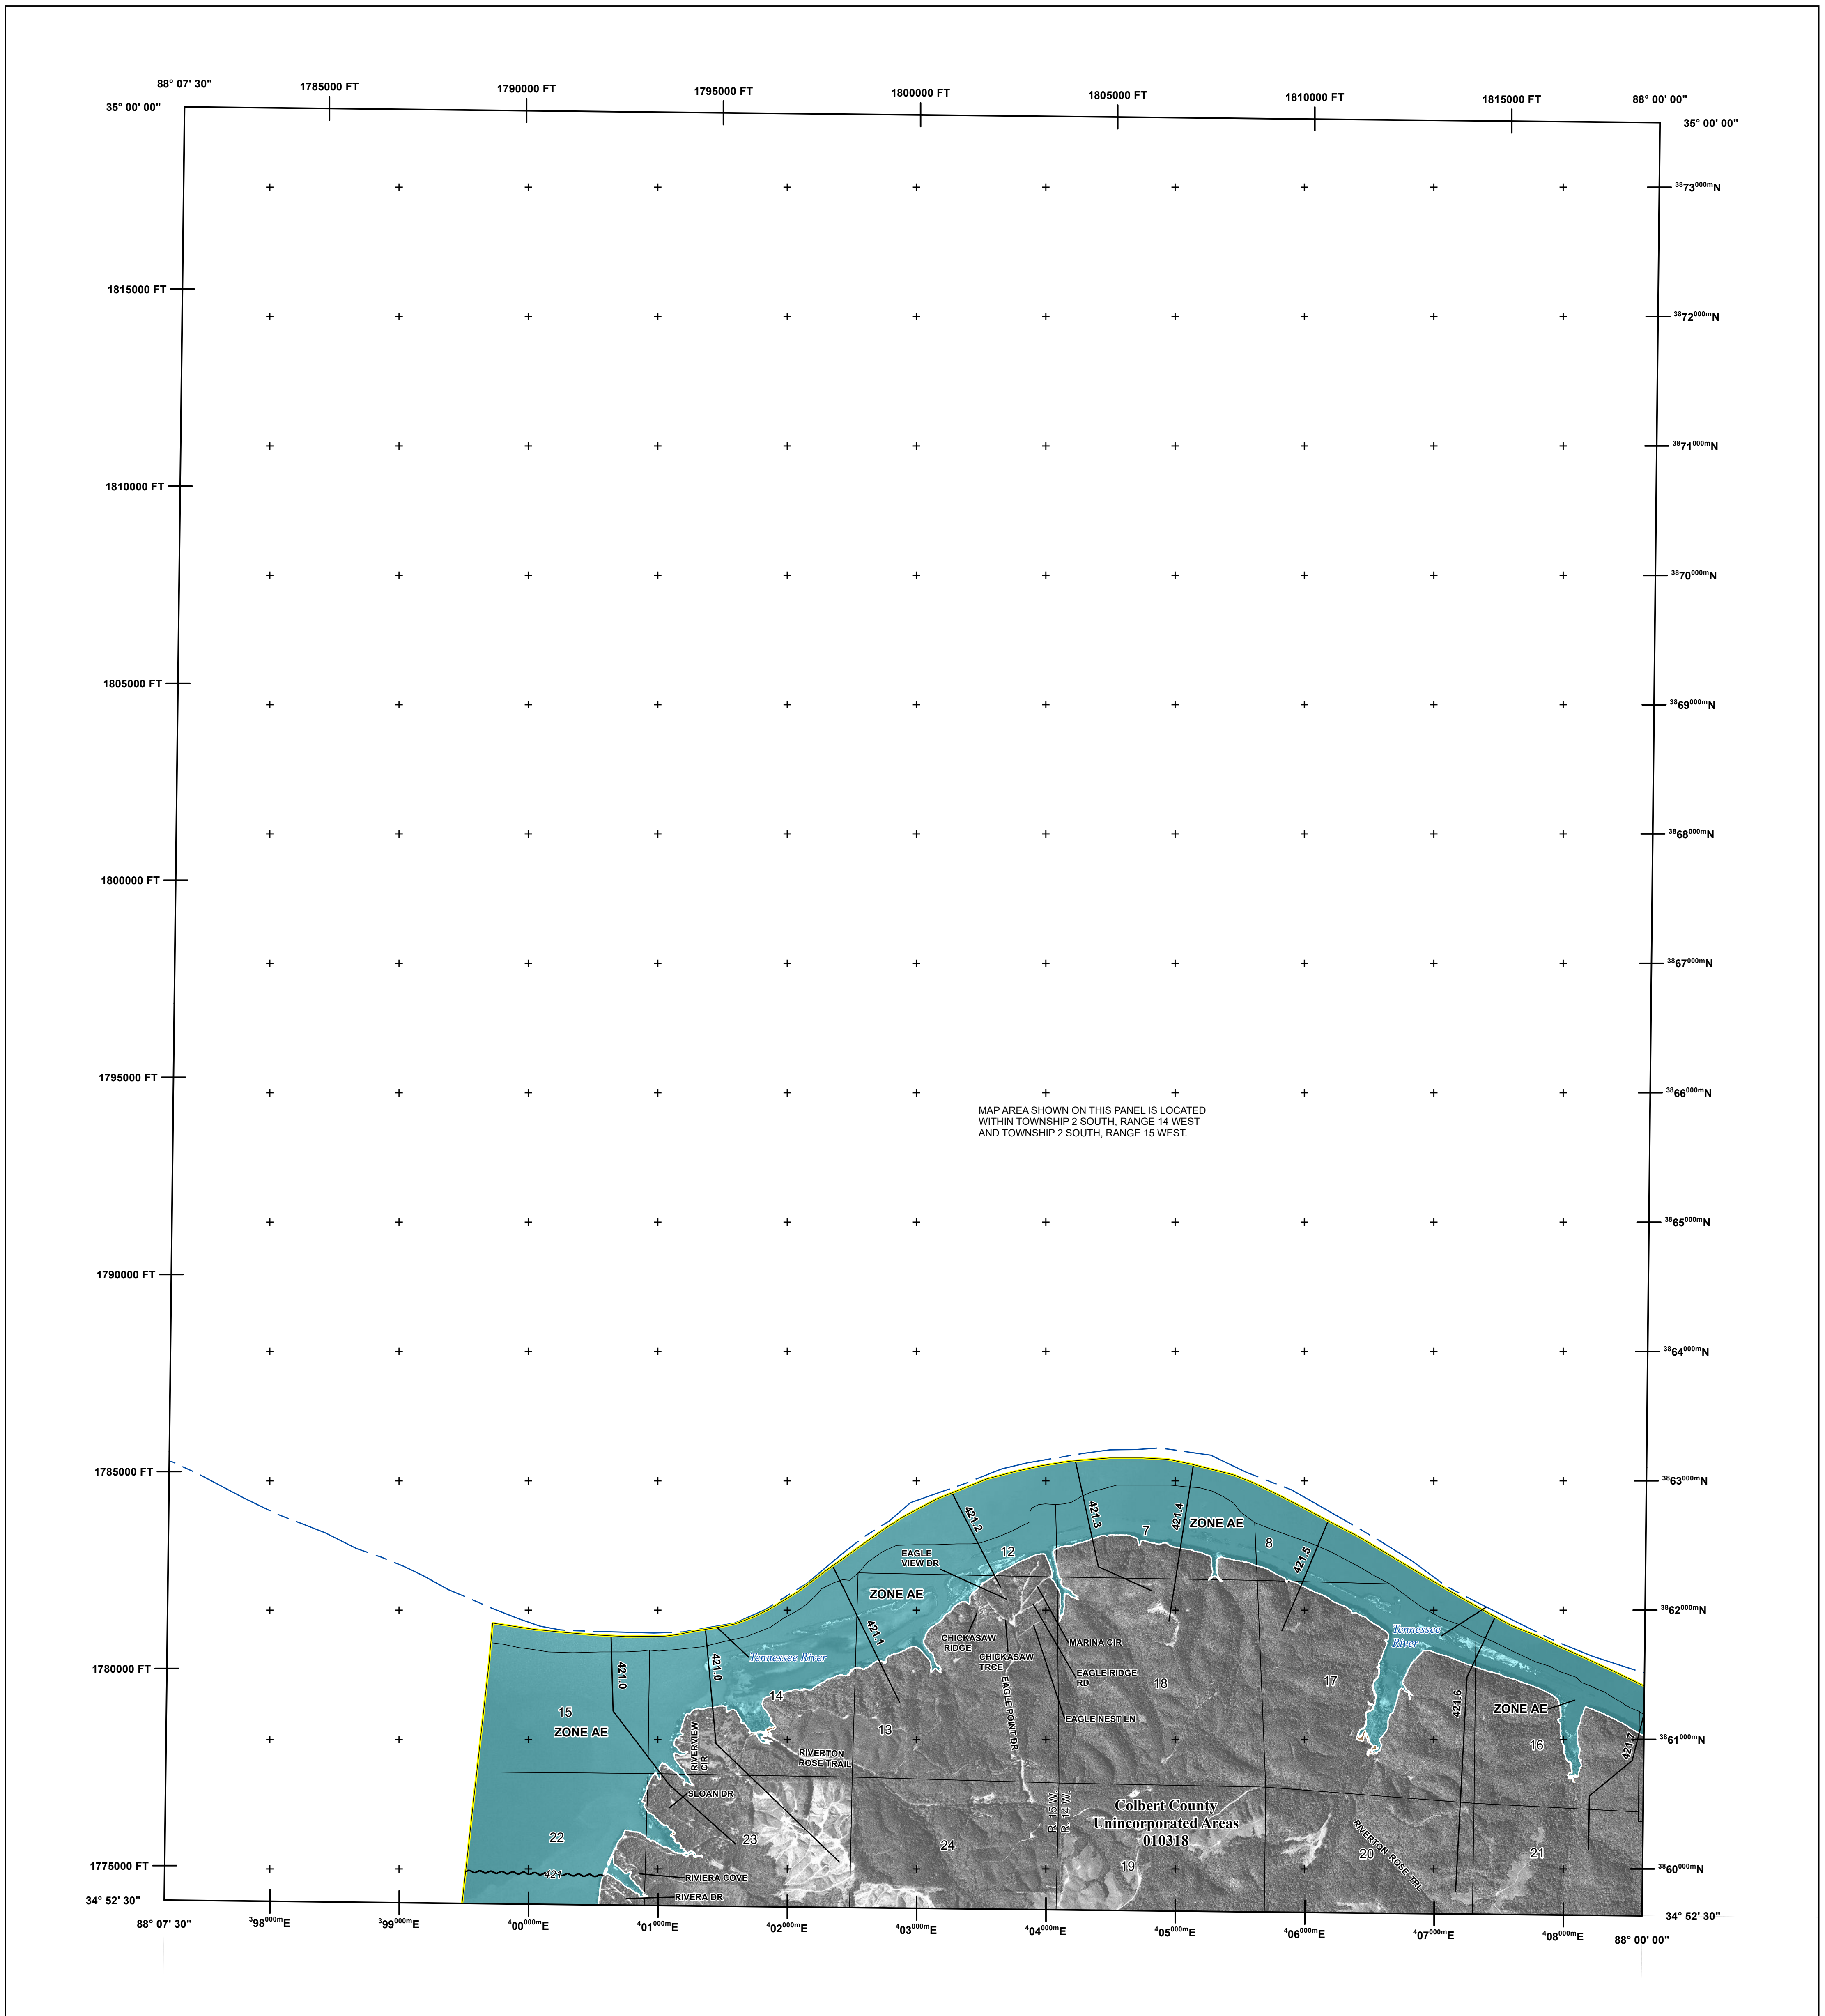 88° 07' 30"
1785000 FT
1790000 FT
1795000 FT
1800000 FT
1805000 FT
1810000 FT
1815000 FT
88° 00' 00"
35° 00' 00"
35° 00' 00"
3873000mN
1815000 FT
3872000mN
3871000mN
1810000 FT
3870000mN
1805000 FT
3869000mN
3868000mN
1800000 FT
3867000mN
1795000 FT
3866000mN
MAP AREA SHOWN ON THIS PANEL IS LOCATED
WITHIN TOWNSHIP 2 SOUTH, RANGE 14 WEST
AND TOWNSHIP 2 SOUTH, RANGE 15 WEST.
3865000mN
1790000 FT
3864000mN
1785000 FT
3863000mN
421.2
421.3
421.4
7
ZONE AE
8
421.5
12
EAGLE
VIEW DR
ZONE AE
3862000mN
421.1
CHICKASAW
RIDGE
MARINA CIR
Tennessee
River
CHICKASAW
TRCE
Tennessee River
1780000 FT
421.0
421.0
EAGLE RIDGE
RD
18
17
14
EAGLE POINT DR
421.6
ZONE AE
15
EAGLE NEST LN
13
ZONE AE
RIVERVIEW
CIR
3861000mN
16
421.7
RIVERTON
ROSE TRAIL
SLOAN DR
R. 15 W.
R. 14 W.
Colbert County
Unincorporated Areas
010318
22
23
24
19
RIVERTON ROSE TRL
20
21
1775000 FT
421
3860000mN
RIVIERA COVE
RIVERA DR
34° 52' 30"
34° 52' 30"
88° 07' 30"
398000mE
399000mE
400000mE
401000mE
402000mE
403000mE
404000mE
405000mE
406000mE
407000mE
408000mE
88° 00' 00"